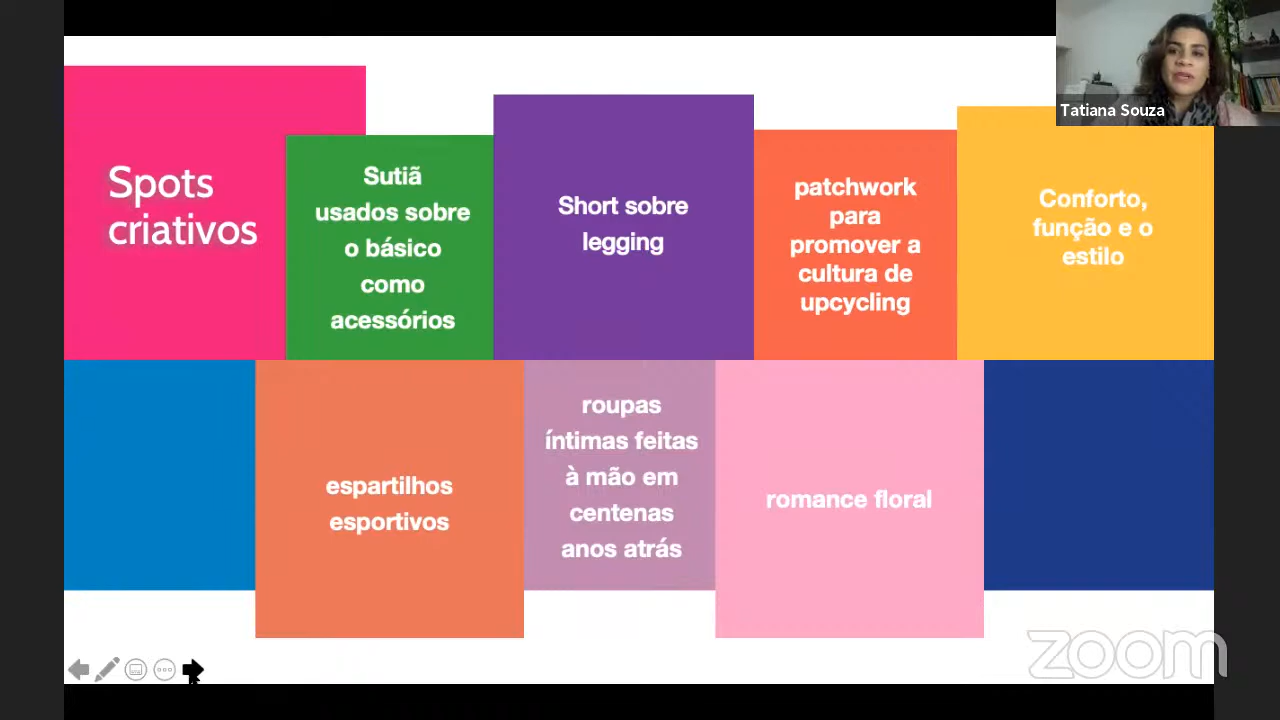 Spots
criativos
Sutiã
usados sobre
o básico
como
acessórios
Short sobre
legging
patchwork
para
promover a
cultura de
upcycling
Conforto,
função e o
estilo
Tatiana Souza
espartilhos
esportivos
roupas
íntimas feitas
à mão em
centenas
anos atrás
romance floral
zoom